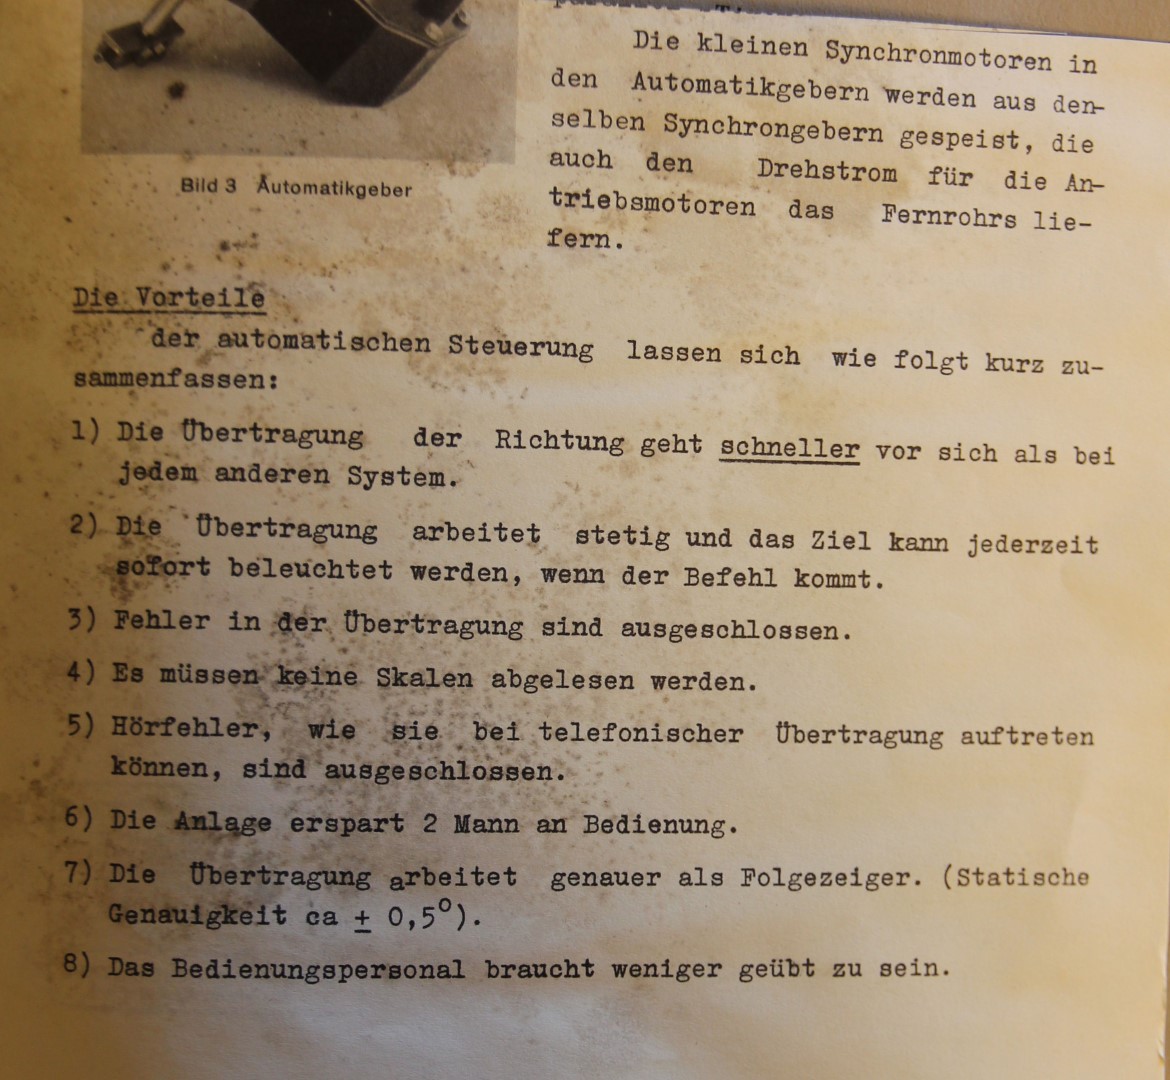 Die kleinen Synchronmotoren in
den Automatikgebern werden aus den-
selben Synchrongebern gespeist, die
auch den Drehstrom für die An-
triebsmotoren das Fernrohrs lie-
fern.
Bild 3 Automatikgeber
Die Vorteile
der automatischen Steuerung lassen sich wie folgt kurz zu-
sammenfassen:
1) Die Übertragung der Richtung geht schneller vor sich als bei
jedem anderen System.
2) Die Übertragung arbeitet stetig und das Ziel kann jederzeit
sofort beleuchtet werden, wenn der Befehl kommt.
3) Fehler in der Übertragung sind ausgeschlossen.
4) Es müssen keine Skalen abgelesen werden.
5) Hörfehler, wie sie bei telefonischer Übertragung auftreten
können, sind ausgeschlossen.
6) Die Anlage erspart 2 Mann an Bedienung.
7) Die Übertragung arbeitet genauer als Folgezeiger. (Statische
Genauigkeit ca ± 0,5°).
8) Das Bedienungspersonal braucht weniger geübt zu sein.